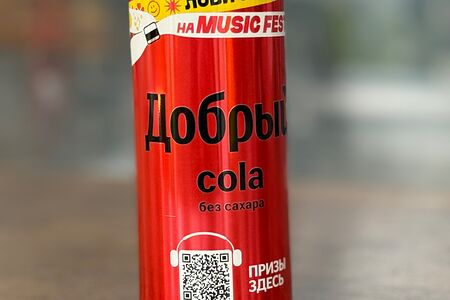 НА MUSIC FES
Добрый
cola
без сахара
ПРИЗЫ
ЗДЕСЬ